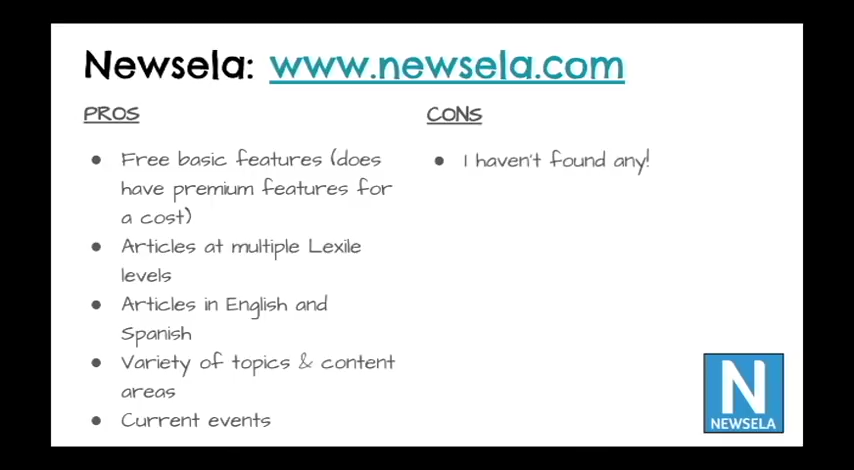 Newsela: www.newsela.com
PROS
● Free basic features (does
have premium features for
a cost)
● Articles at multiple Lexile
levels
● Articles in English and
Spanish
● Variety of topics & content
areas
● Current events
CONS
● I haven't found any!
N
NEWSELA